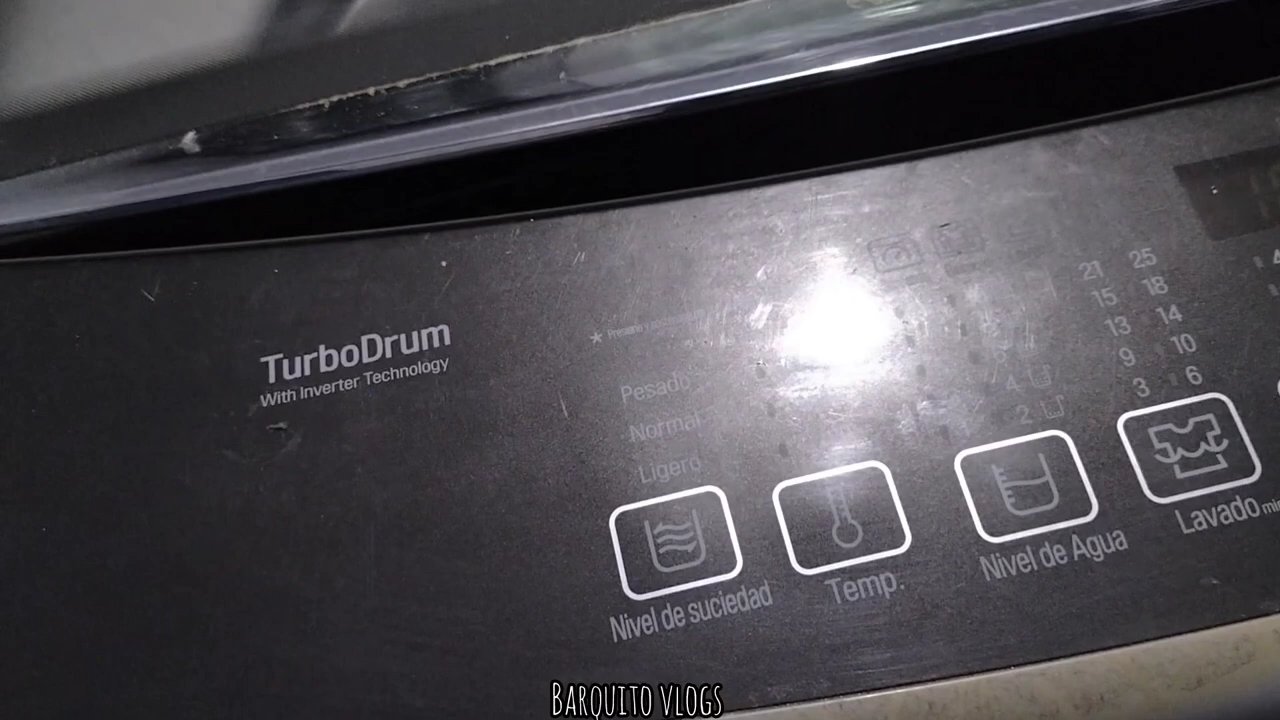 TurboDrum
With Inverter Technology
Pesado
Normal
Ligero
4
2
21 25
15 18
13 14
9 10
3 6
Nivel de suciedad
Temp.
Nivel de Agua
Lavado
BARQUITO VLOGS